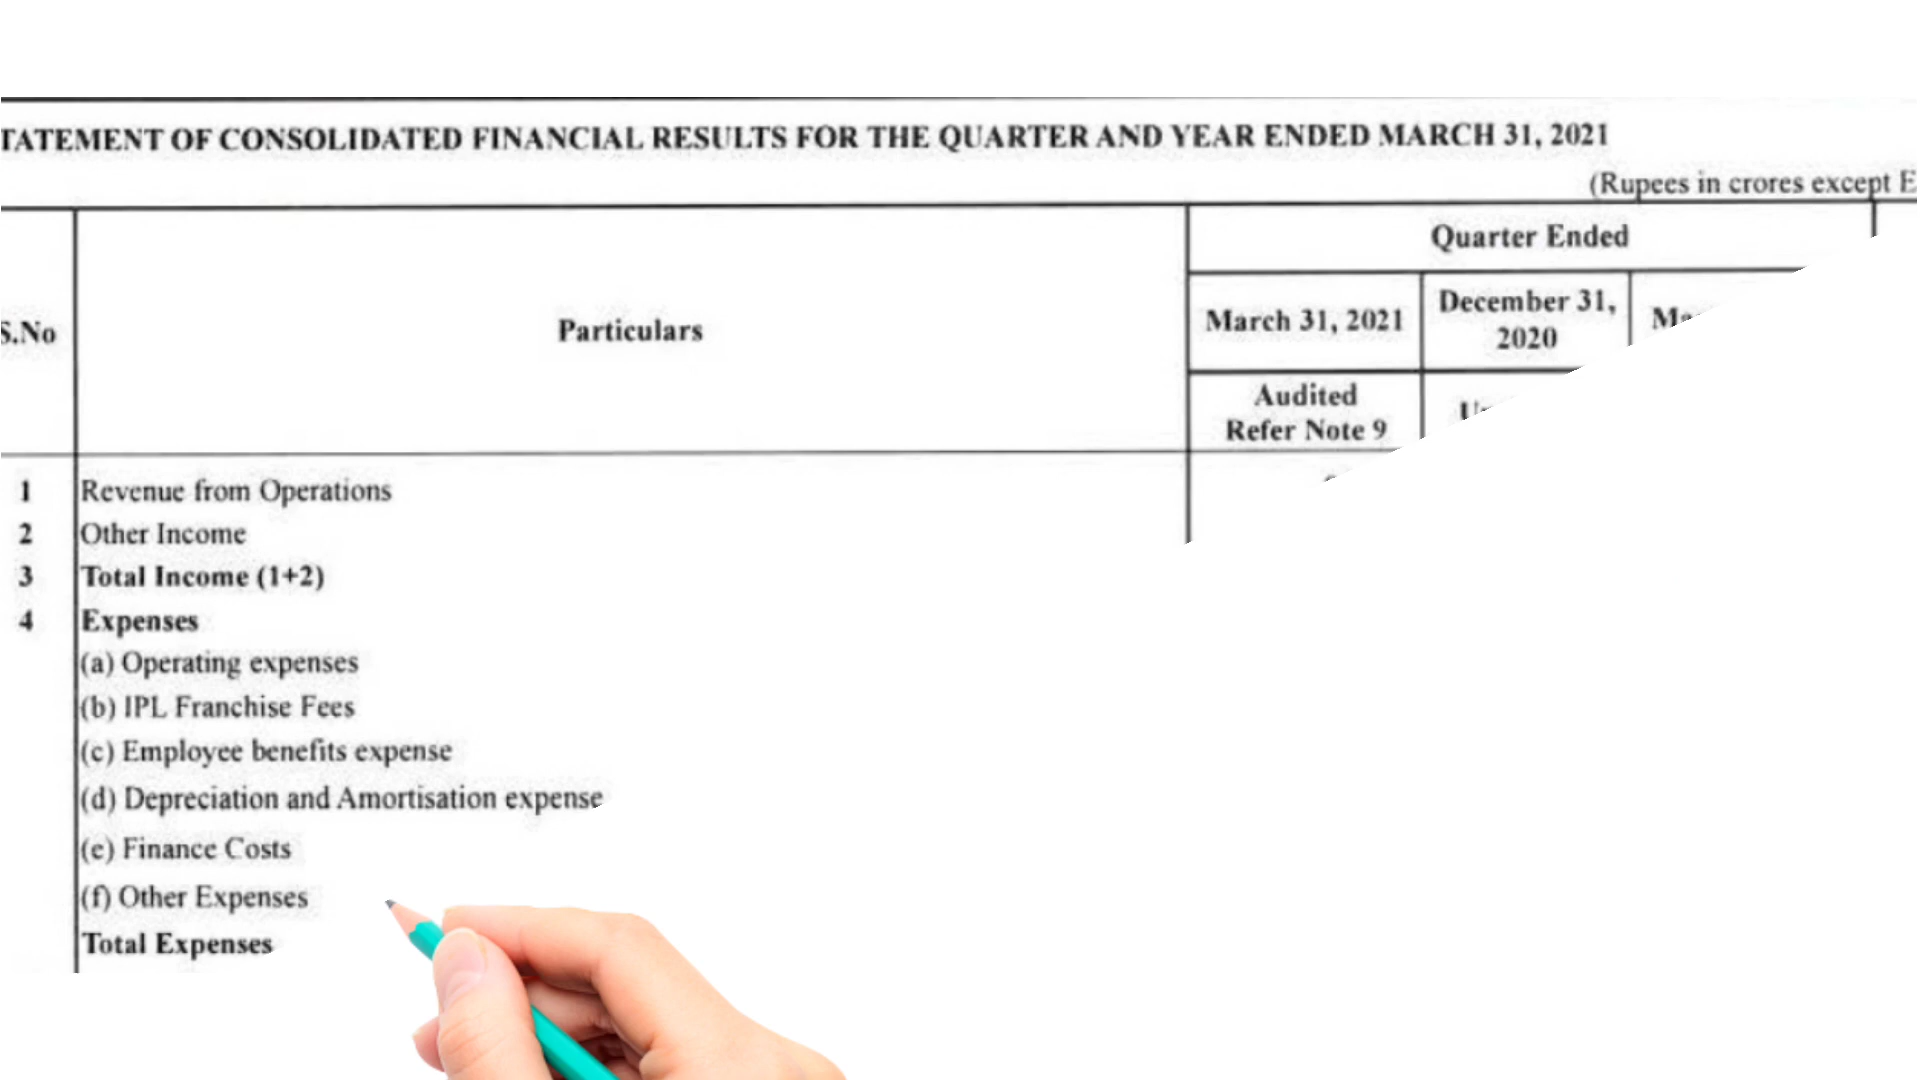 TATEMENT OF CONSOLIDATED FINANCIAL RESULTS FOR THE QUARTER AND YEAR ENDED MARCH 31, 2021
(Rupees in crores except E
S.No
Particulars
Quarter Ended
March 31, 2021
December 31,
2020
Audited
Refer Note 9
1 Revenue from Operations
2 Other Income
3 Total Income (1+2)
4 Expenses
(a) Operating expenses
(b) IPL Franchise Fees
(c) Employee benefits expense
(d) Depreciation and Amortisation expense
(e) Finance Costs
(f) Other Expenses
Total Expenses